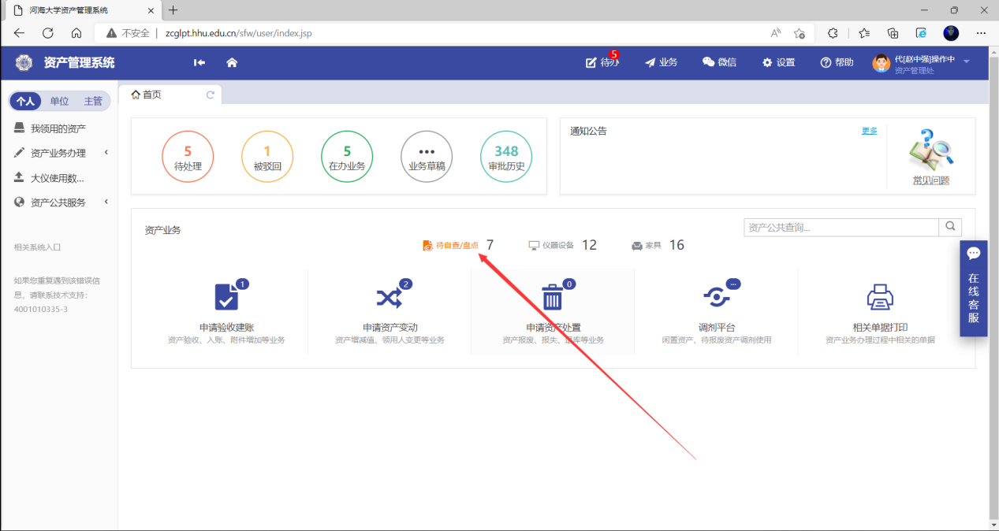 河海大学资产管理系统
不安全 | zcglpt.hhu.edu.cn/sfw/user/index.jsp
资产管理系统
待办 5
业务
微信
设置
帮助
代[赵中强]操作中
资产管理处
个人 单位 主管
首页
我领用的资产
资产业务办理
大仪使用数...
资产公共服务
相关系统入口
如果您重复遇到该错误信
息，请联系技术支持：
4001010335-3
5 待处理
1 被驳回
5 在办业务
••• 业务草稿
348 审批历史
通知公告
更多
常见问题
资产业务
资产公共查询...
待自查/盘点 7
仪器设备 12
家具 16
1
申请验收建账
资产验收、入账、附件增加等业务
2
申请资产变动
资产增减值、领用人变更等业务
0
申请资产处置
资产报废、报失、退库等业务
...
调剂平台
闲置资产、待报废资产调剂使用
相关单据打印
资产业务办理过程中相关的单据
在线客服